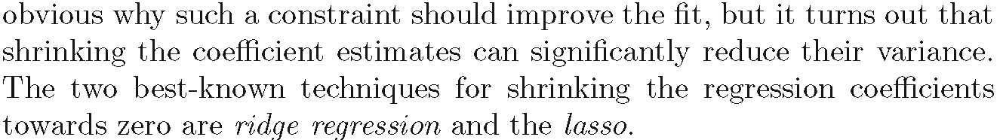 obvious why such a constraint should improve the fit, but it turns out that
shrinking the coefficient estimates can significantly reduce their variance.
The two best-known techniques for shrinking the regression coefficients
towards zero are ridge regression and the lasso.